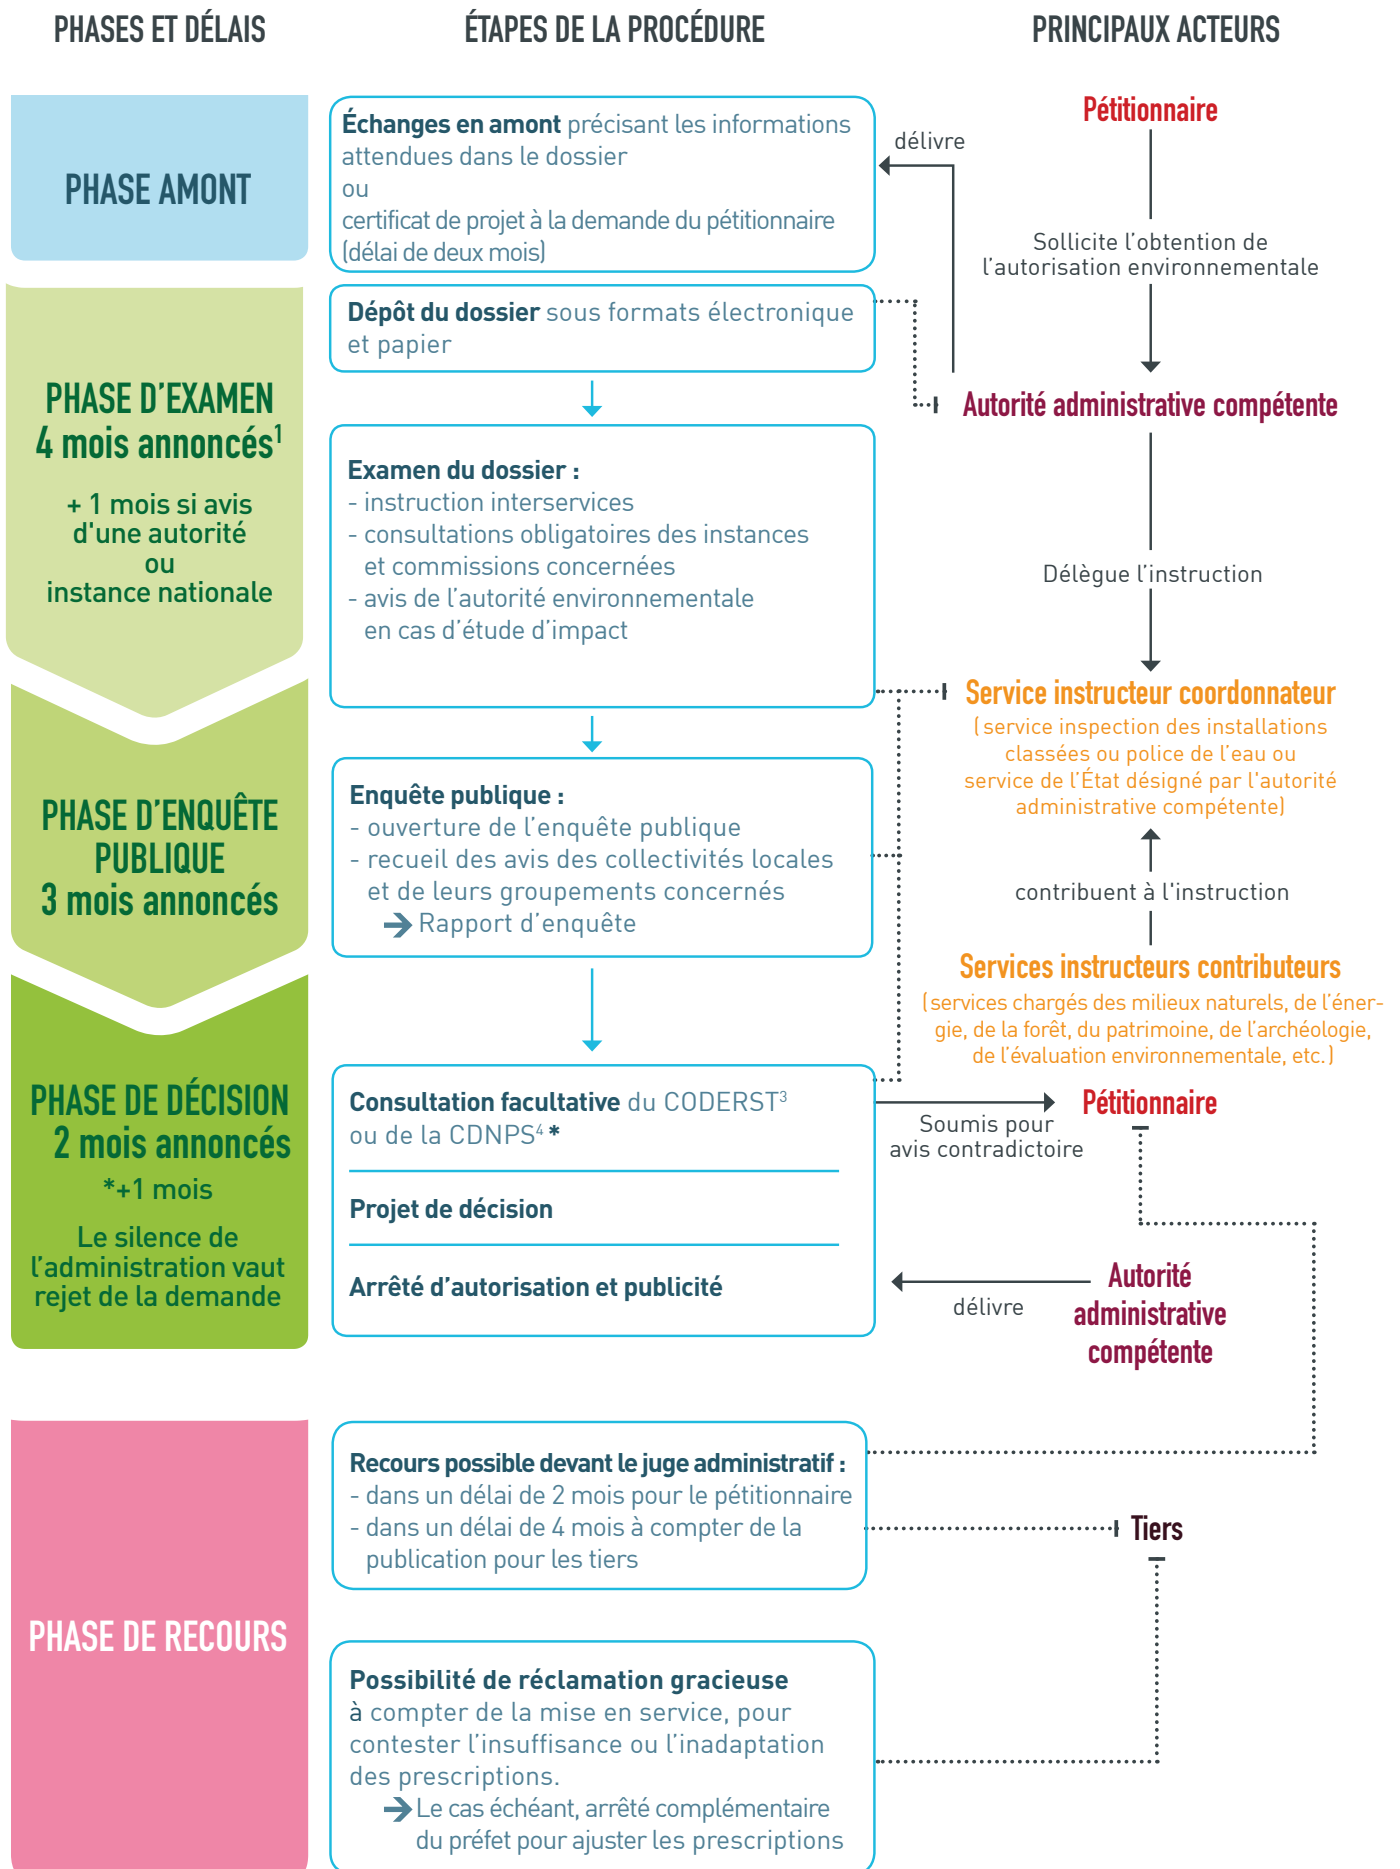 PHASES ET DÉLAIS
ÉTAPES DE LA PROCÉDURE
PRINCIPAUX ACTEURS
PHASE AMONT
Échanges en amont précisant les informations
attendues dans le dossier
ou
certificat de projet à la demande du pétitionnaire
(délai de deux mois)
délivre
Pétitionnaire
Sollicite l’obtention de
l’autorisation environnementale
Dépôt du dossier sous formats électronique
et papier
Autorité administrative compétente
PHASE D’EXAMEN
4 mois annoncés1
+ 1 mois si avis
d'une autorité
ou
instance nationale
Examen du dossier :
- instruction interservices
- consultations obligatoires des instances
et commissions concernées
- avis de l’autorité environnementale
en cas d’étude d’impact
Délègue l’instruction
Service instructeur coordonnateur
(service inspection des installations
classées ou police de l’eau ou
service de l’État désigné par l'autorité
administrative compétente)
PHASE D’ENQUÊTE
PUBLIQUE
3 mois annoncés
Enquête publique :
- ouverture de l’enquête publique
- recueil des avis des collectivités locales
et de leurs groupements concernés
→ Rapport d’enquête
contribuent à l'instruction
Services instructeurs contributeurs
(services chargés des milieux naturels, de l’éner-
gie, de la forêt, du patrimoine, de l’archéologie,
de l’évaluation environnementale, etc.)
PHASE DE DÉCISION
2 mois annoncés
*+1 mois
Le silence de
l’administration vaut
rejet de la demande
Consultation facultative du CODERST3
ou de la CDNPS4 *
Projet de décision
Arrêté d’autorisation et publicité
Soumis pour
avis contradictoire
Pétitionnaire
délivre
Autorité
administrative
compétente
PHASE DE RECOURS
Recours possible devant le juge administratif :
- dans un délai de 2 mois pour le pétitionnaire
- dans un délai de 4 mois à compter de la
publication pour les tiers
Tiers
Possibilité de réclamation gracieuse
à compter de la mise en service, pour
contester l’insuffisance ou l’inadaptation
des prescriptions.
→ Le cas échéant, arrêté complémentaire
du préfet pour ajuster les prescriptions